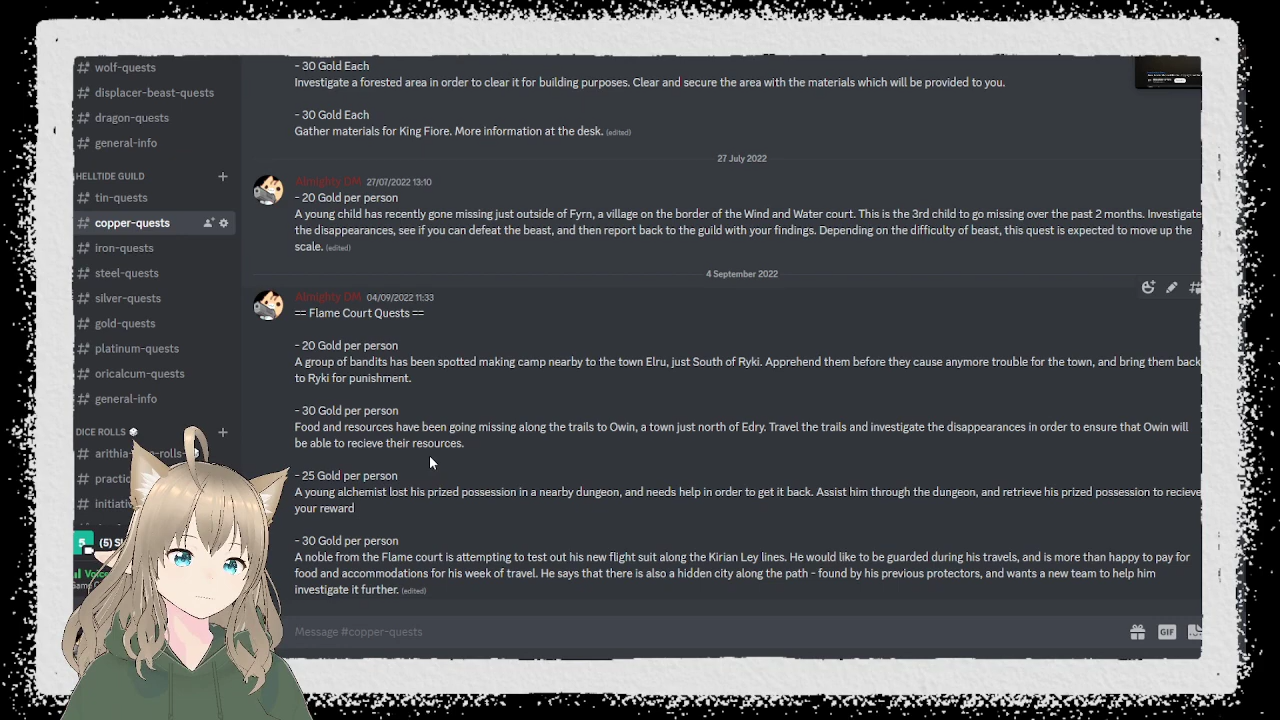 # wolf-quests
# displacer-beast-quests
# dragon-quests
# general-info
HELLTIDE GUILD +
# tin-quests
# copper-quests
# iron-quests
# steel-quests
# silver-quests
# gold-quests
# platinum-quests
# oricalcum-quests
# general-info
DICE ROLLS +
practic
initiativ
(5)
Voice
- 30 Gold Each
Investigate a forested area in order to clear it for building purposes. Clear and secure the area with the materials which will be provided to you.
- 30 Gold Each
Gather materials for King Fiore. More information at the desk. (edited)
27 July 2022
Almighty DM 27/07/2022 13:10
- 20 Gold per person
A young child has recently gone missing just outside of Fyrn, a village on the border of the Wind and Water court. This is the 3rd child to go missing over the past 2 months. Investigate
the disappearances, see if you can defeat the beast, and then report back to the guild with your findings. Depending on the difficulty of beast, this quest is expected to move up the
scale. (edited)
4 September 2022
Almighty DM 04/09/2022 11:33
== Flame Court Quests ==
- 20 Gold per person
A group of bandits has been spotted making camp nearby to the town Elru, just South of Ryki. Apprehend them before they cause anymore trouble for the town, and bring them back
to Ryki for punishment.
- 30 Gold per person
Food and resources have been going missing along the trails to Owin, a town just north of Edry. Travel the trails and investigate the disappearances in order to ensure that Owin will
be able to recieve their resources.
- 25 Gold per person
A young alchemist lost his prized possession in a nearby dungeon, and needs help in order to get it back. Assist him through the dungeon, and retrieve his prized possession to recieve
your reward
- 30 Gold per person
A noble from the Flame court is attempting to test out his new flight suit along the Kirian Ley lines. He would like to be guarded during his travels, and is more than happy to pay for
food and accommodations for his week of travel. He says that there is also a hidden city along the path - found by his previous protectors, and wants a new team to help him
investigate it further. (edited)
Message #copper-quests
GIF